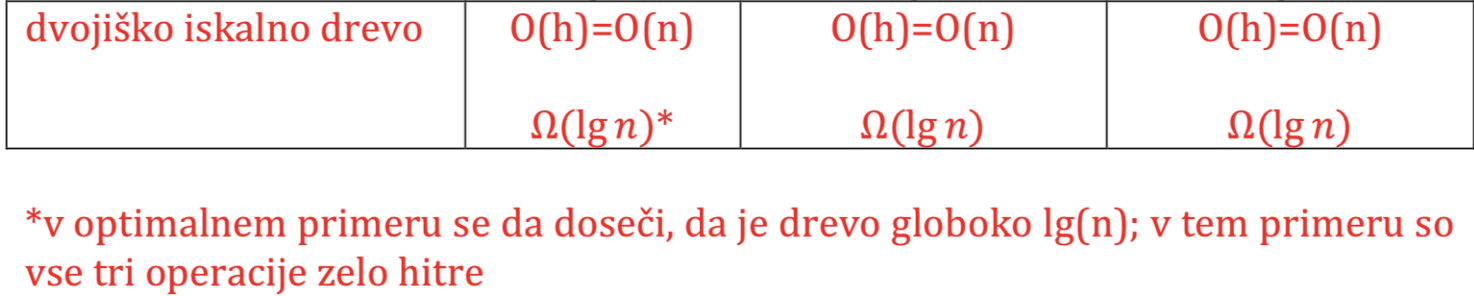 dvojiško iskalno drevo O(h)=O(n) O(h)=O(n) O(h)=O(n)
Ω(lg n)* Ω(lg n) Ω(lg n)
*v optimalnem primeru se da doseči, da je drevo globoko lg(n); v tem primeru so
vse tri operacije zelo hitre